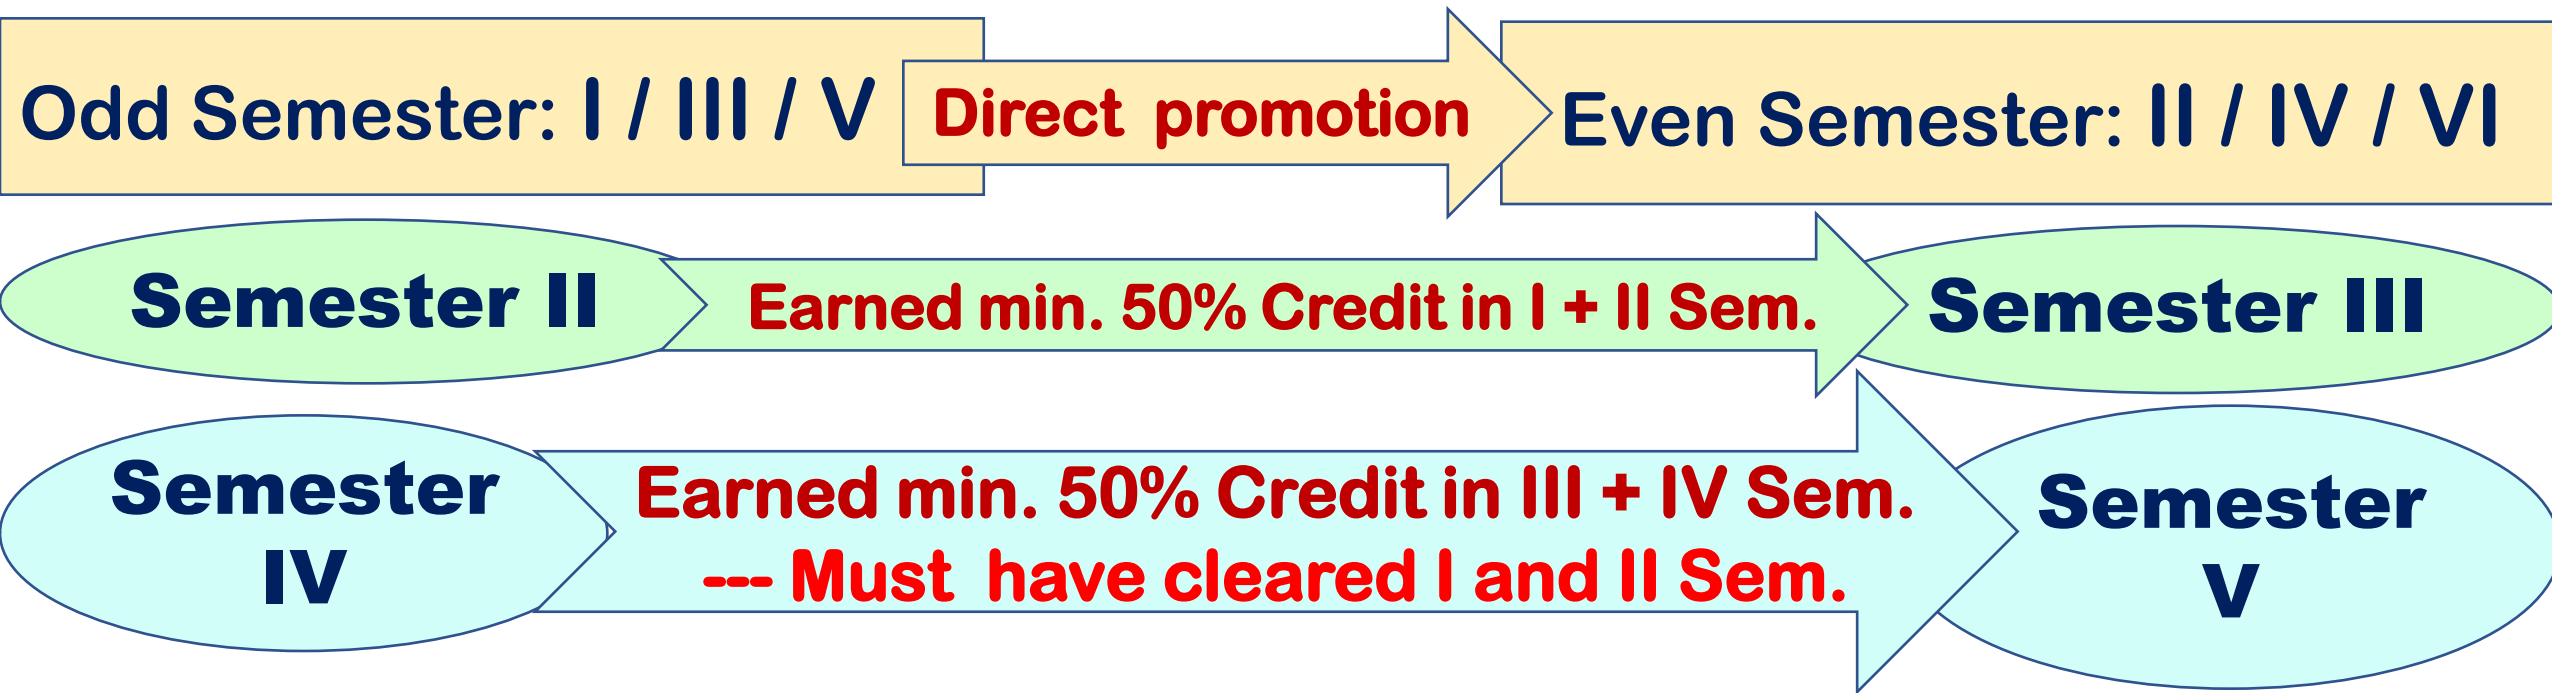 Odd Semester: I / III / V
Direct promotion
Even Semester: II / IV / VI
Semester II
Earned min. 50% Credit in I + II Sem.
Semester III
Semester
IV
Earned min. 50% Credit in III + IV Sem.
--- Must have cleared I and II Sem.
Semester
V